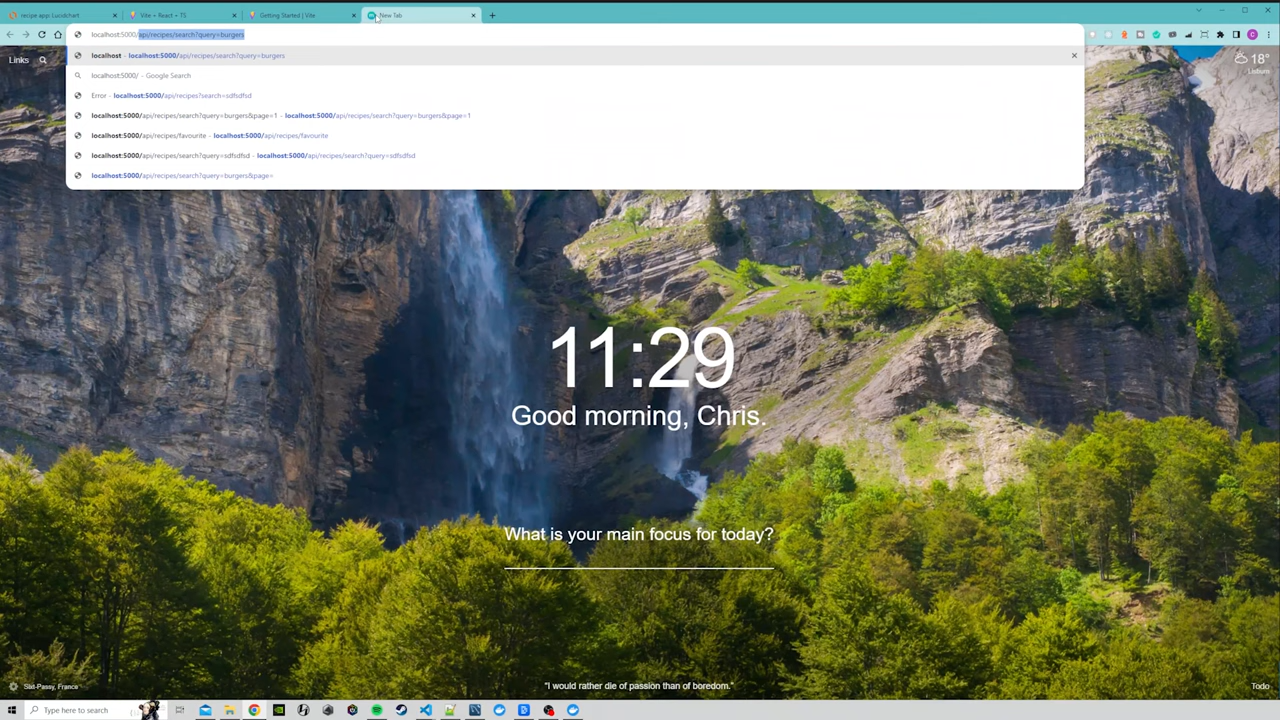 recipe app: Lucidchart
Vite + React + TS
Getting Started | Vite
New Tab
localhost:5000/api/recipes/search?query=burgers
Links
localhost - localhost:5000/api/recipes/search?query=burgers
localhost:5000/ - Google Search
Error - localhost:5000/api/recipes?search=sdfsdfsd
localhost:5000/api/recipes/search?query=burgers&page=1 - localhost:5000/api/recipes/search?query=burgers&page=1
localhost:5000/api/recipes/favourite - localhost:5000/api/recipes/favourite
localhost:5000/api/recipes/search?query=sdfsdfsd - localhost:5000/api/recipes/search?query=sdfsdfsd
localhost:5000/api/recipes/search?query=burgers&page=
18°
Lisburn
11:29
Good morning, Chris.
What is your main focus for today?
Sixt-Passy, France
"I would rather die of passion than of boredom."
Todo
Type here to search